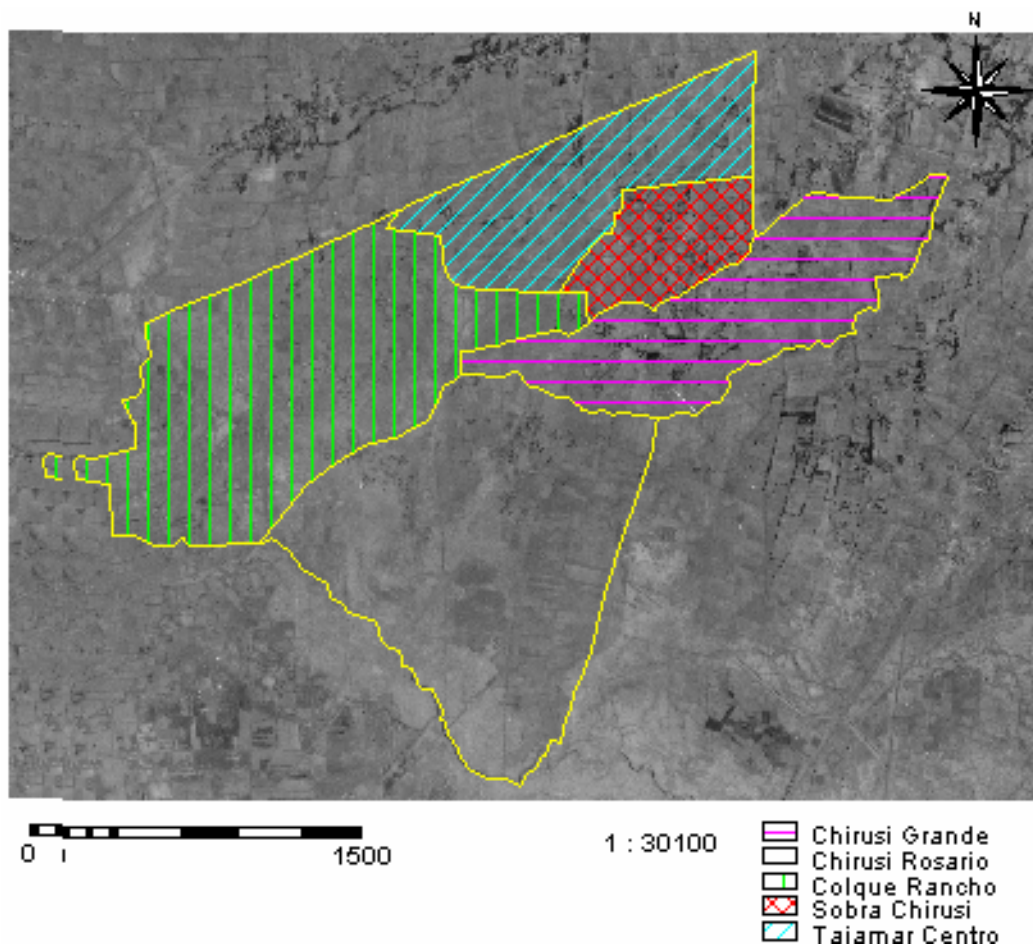 N
0 1500
1 : 30100
Chirusi Grande
Chirusi Rosario
Colque Rancho
Sobra Chirusi
Tajamar Centro